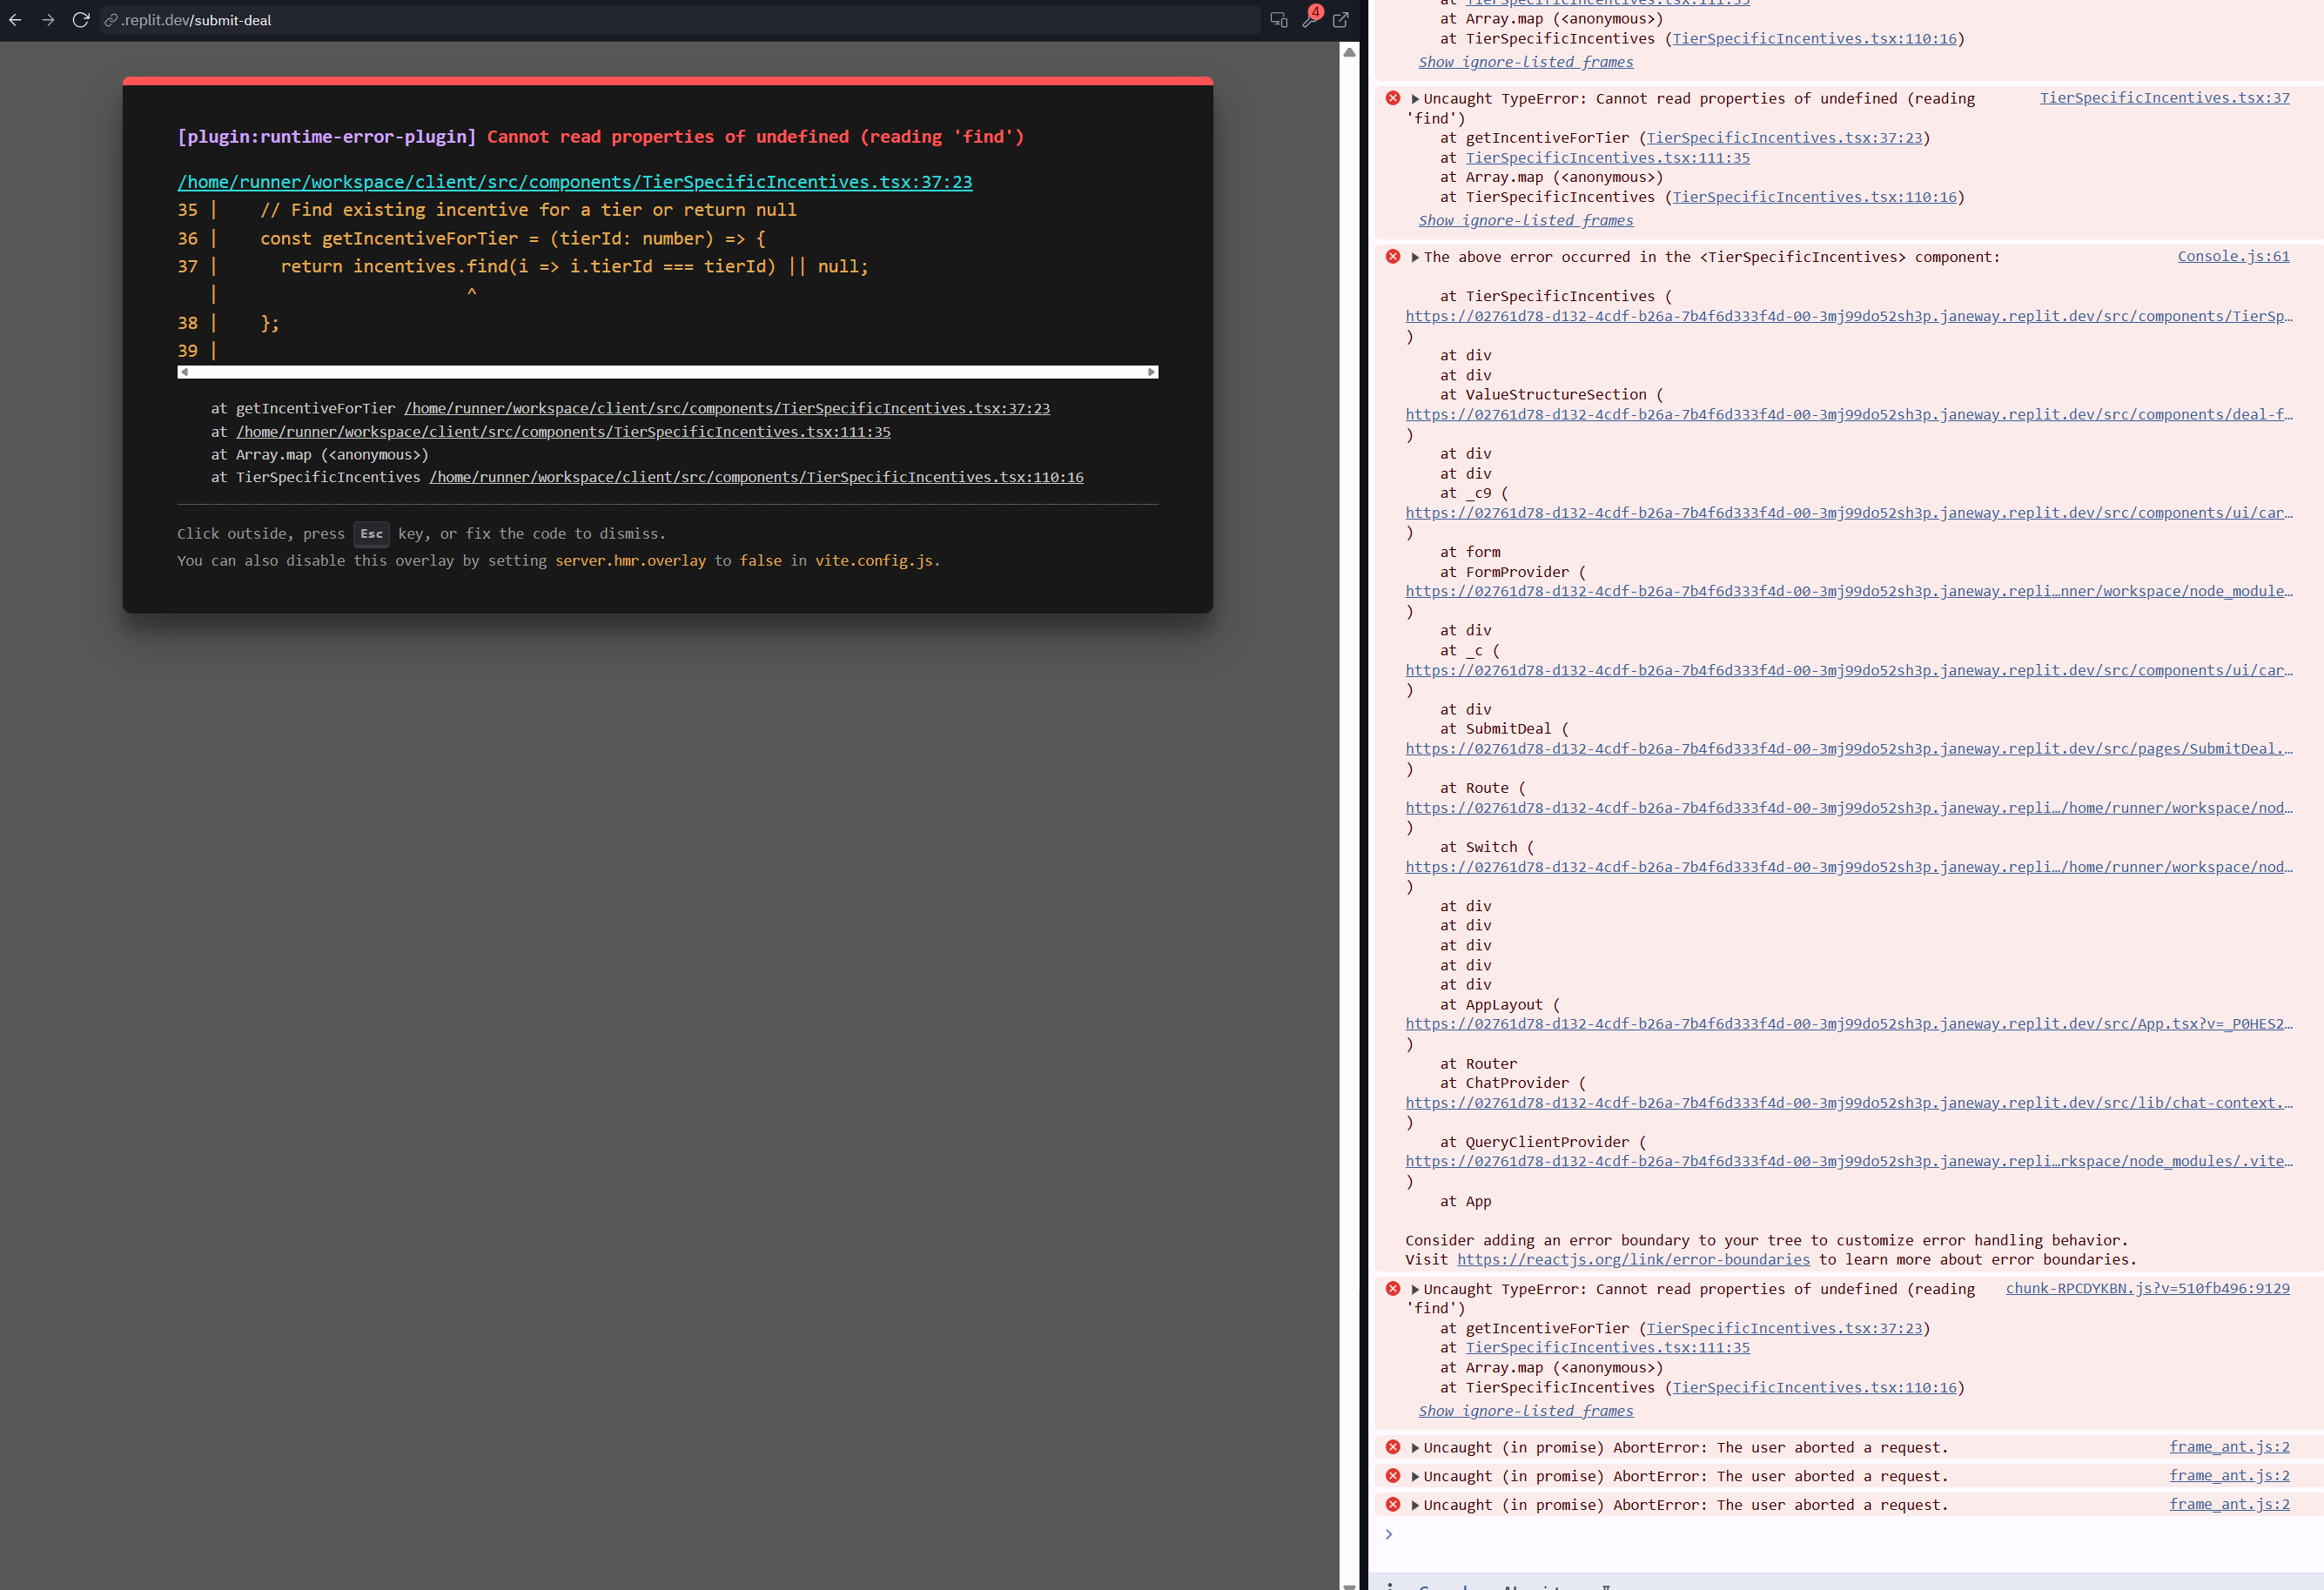 .replit.dev/submit-deal
4
[plugin:runtime-error-plugin] Cannot read properties of undefined (reading 'find')
/home/runner/workspace/client/src/components/TierSpecificIncentives.tsx:37:23
35 |    // Find existing incentive for a tier or return null
36 |    const getIncentiveForTier = (tierId: number) => {
37 |      return incentives.find(i => i.tierId === tierId) || null;
   |                        ^
38 |    };
39 |
at getIncentiveForTier /home/runner/workspace/client/src/components/TierSpecificIncentives.tsx:37:23
at /home/runner/workspace/client/src/components/TierSpecificIncentives.tsx:111:35
at Array.map (<anonymous>)
at TierSpecificIncentives /home/runner/workspace/client/src/components/TierSpecificIncentives.tsx:110:16
Click outside, press Esc key, or fix the code to dismiss.
You can also disable this overlay by setting server.hmr.overlay to false in vite.config.js.
at TierSpecificIncentives.tsx:111:35
at Array.map (<anonymous>)
at TierSpecificIncentives (TierSpecificIncentives.tsx:110:16)
Show ignore-listed frames
Uncaught TypeError: Cannot read properties of undefined (reading TierSpecificIncentives.tsx:37
'find')
at getIncentiveForTier (TierSpecificIncentives.tsx:37:23)
at TierSpecificIncentives.tsx:111:35
at Array.map (<anonymous>)
at TierSpecificIncentives (TierSpecificIncentives.tsx:110:16)
Show ignore-listed frames
The above error occurred in the <TierSpecificIncentives> component: Console.js:61
at TierSpecificIncentives (
https://02761d78-d132-4cdf-b26a-7b4f6d333f4d-00-3mj99do52sh3p.janeway.replit.dev/src/components/TierSp…
)
at div
at div
at ValueStructureSection (
https://02761d78-d132-4cdf-b26a-7b4f6d333f4d-00-3mj99do52sh3p.janeway.replit.dev/src/components/deal-f…
)
at div
at div
at _c9 (
https://02761d78-d132-4cdf-b26a-7b4f6d333f4d-00-3mj99do52sh3p.janeway.replit.dev/src/components/ui/car…
)
at form
at FormProvider (
https://02761d78-d132-4cdf-b26a-7b4f6d333f4d-00-3mj99do52sh3p.janeway.repli…nner/workspace/node_module…
)
at div
at _c (
https://02761d78-d132-4cdf-b26a-7b4f6d333f4d-00-3mj99do52sh3p.janeway.replit.dev/src/components/ui/car…
)
at div
at SubmitDeal (
https://02761d78-d132-4cdf-b26a-7b4f6d333f4d-00-3mj99do52sh3p.janeway.replit.dev/src/pages/SubmitDeal.…
)
at Route (
https://02761d78-d132-4cdf-b26a-7b4f6d333f4d-00-3mj99do52sh3p.janeway.repli…/home/runner/workspace/nod…
)
at Switch (
https://02761d78-d132-4cdf-b26a-7b4f6d333f4d-00-3mj99do52sh3p.janeway.repli…/home/runner/workspace/nod…
)
at div
at div
at div
at div
at div
at AppLayout (
https://02761d78-d132-4cdf-b26a-7b4f6d333f4d-00-3mj99do52sh3p.janeway.replit.dev/src/App.tsx?v=_P0HES2…
)
at Router
at ChatProvider (
https://02761d78-d132-4cdf-b26a-7b4f6d333f4d-00-3mj99do52sh3p.janeway.replit.dev/src/lib/chat-context.…
)
at QueryClientProvider (
https://02761d78-d132-4cdf-b26a-7b4f6d333f4d-00-3mj99do52sh3p.janeway.repli…rkspace/node_modules/.vite…
)
at App
Consider adding an error boundary to your tree to customize error handling behavior.
Visit https://reactjs.org/link/error-boundaries to learn more about error boundaries.
Uncaught TypeError: Cannot read properties of undefined (reading chunk-RPCDYKBN.js?v=510fb496:9129
'find')
at getIncentiveForTier (TierSpecificIncentives.tsx:37:23)
at TierSpecificIncentives.tsx:111:35
at Array.map (<anonymous>)
at TierSpecificIncentives (TierSpecificIncentives.tsx:110:16)
Show ignore-listed frames
Uncaught (in promise) AbortError: The user aborted a request. frame_ant.js:2
Uncaught (in promise) AbortError: The user aborted a request. frame_ant.js:2
Uncaught (in promise) AbortError: The user aborted a request. frame_ant.js:2